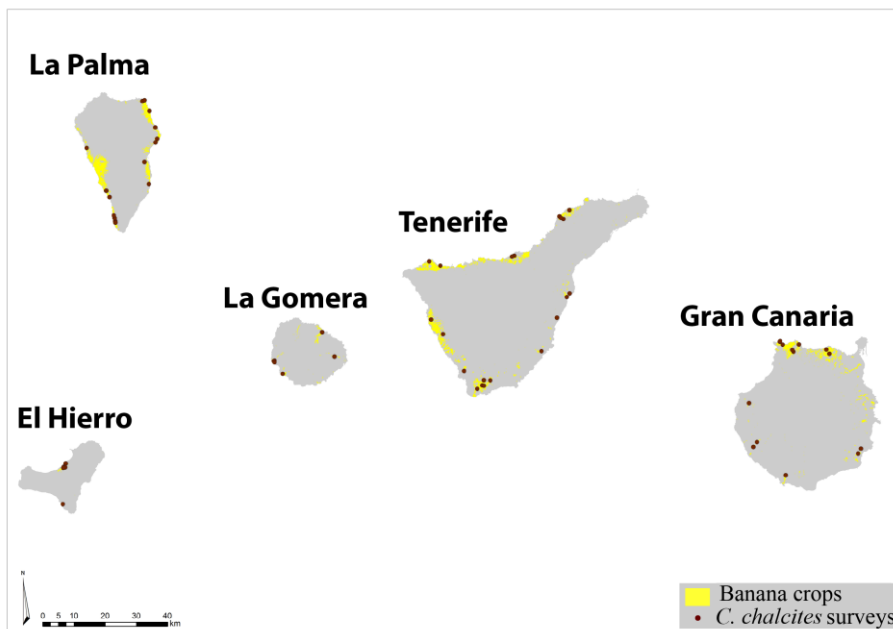 La Palma
Tenerife
La Gomera
Gran Canaria
El Hierro
N
0 5 10 20 30 40
km
Banana crops
C. chalcites surveys